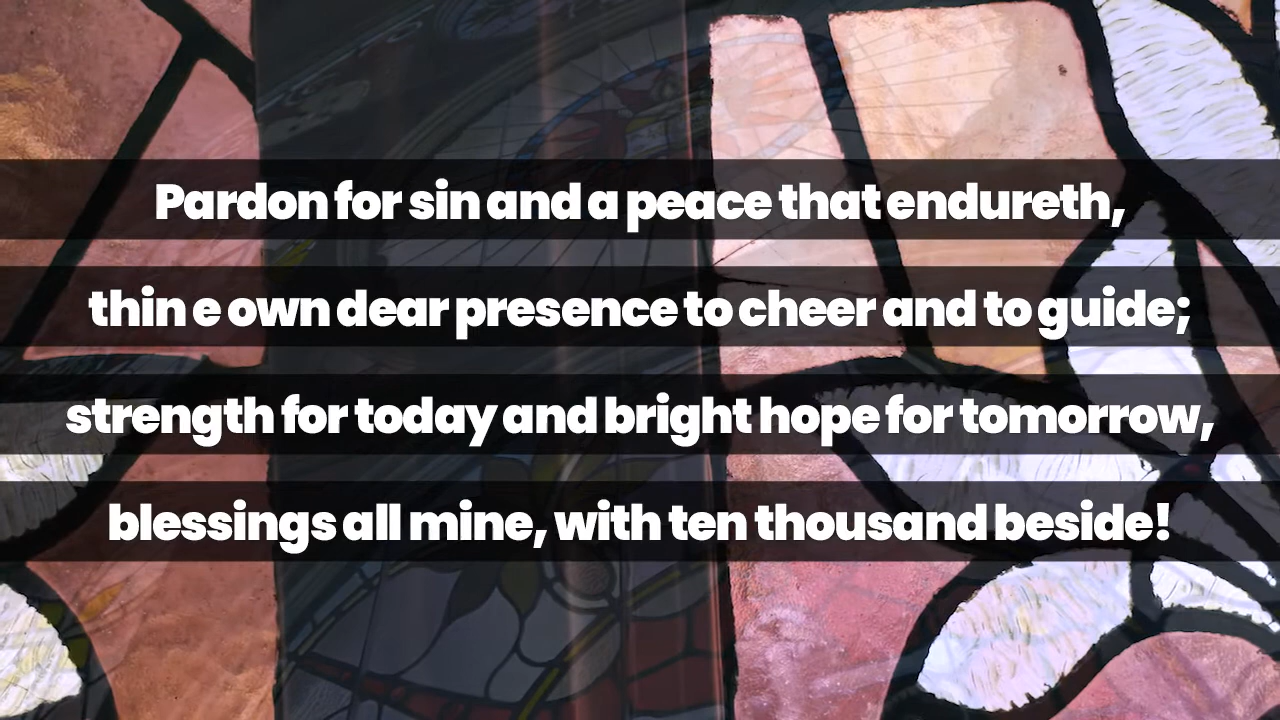 Pardon for sin and a peace that endureth,
thin e own dear presence to cheer and to guide;
strength for today and bright hope for tomorrow,
blessings all mine, with ten thousand beside!